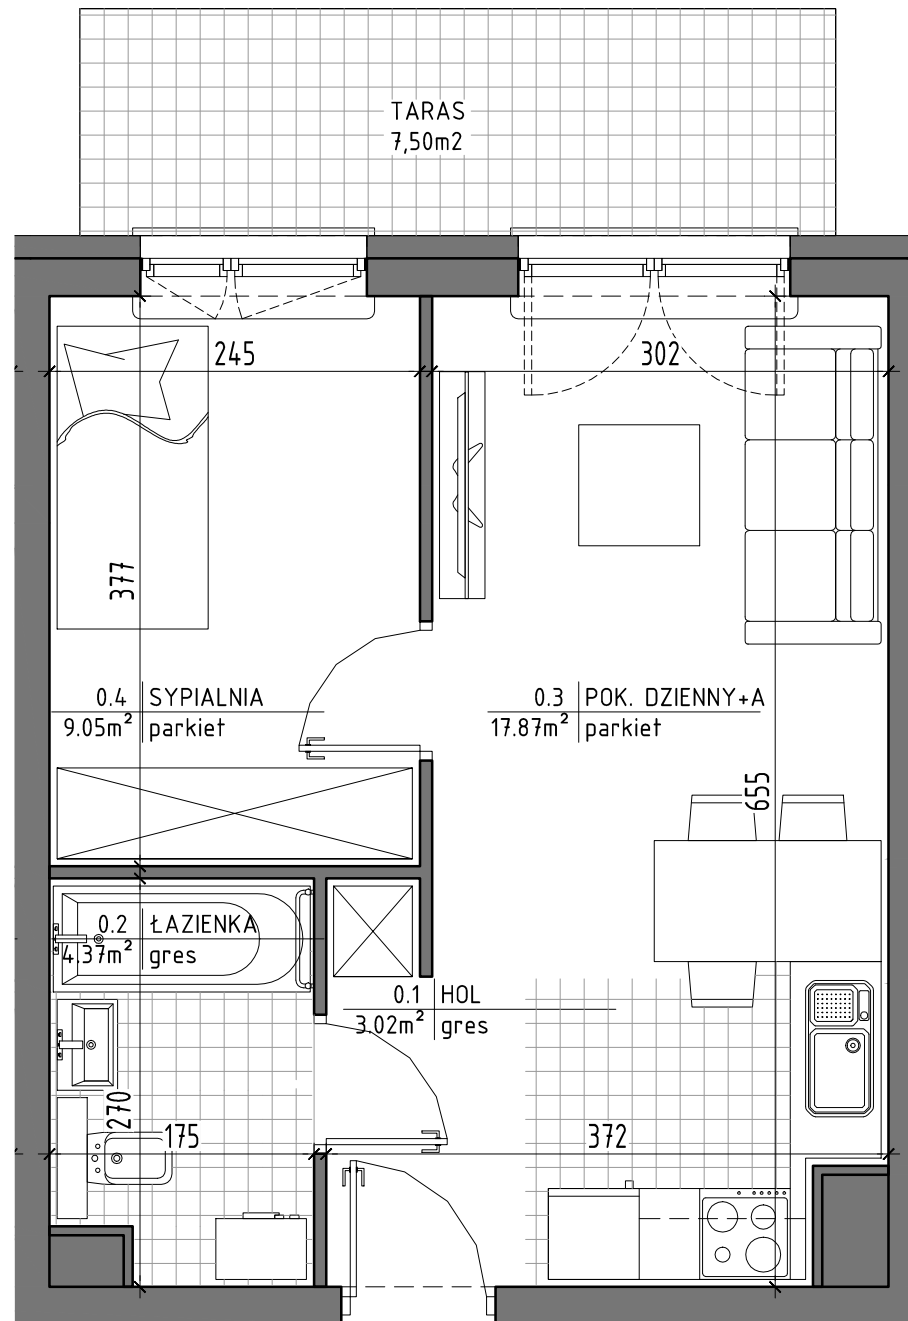 TARAS
7,50m2
245
302
377
0.4 SYPIALNIA
9.05m² parkiet
0.3 POK. DZIENNY+A
17.87m² parkiet
655
0.2 ŁAZIENKA
4.37m² gres
0.1 HOL
3.02m² gres
270
175
372